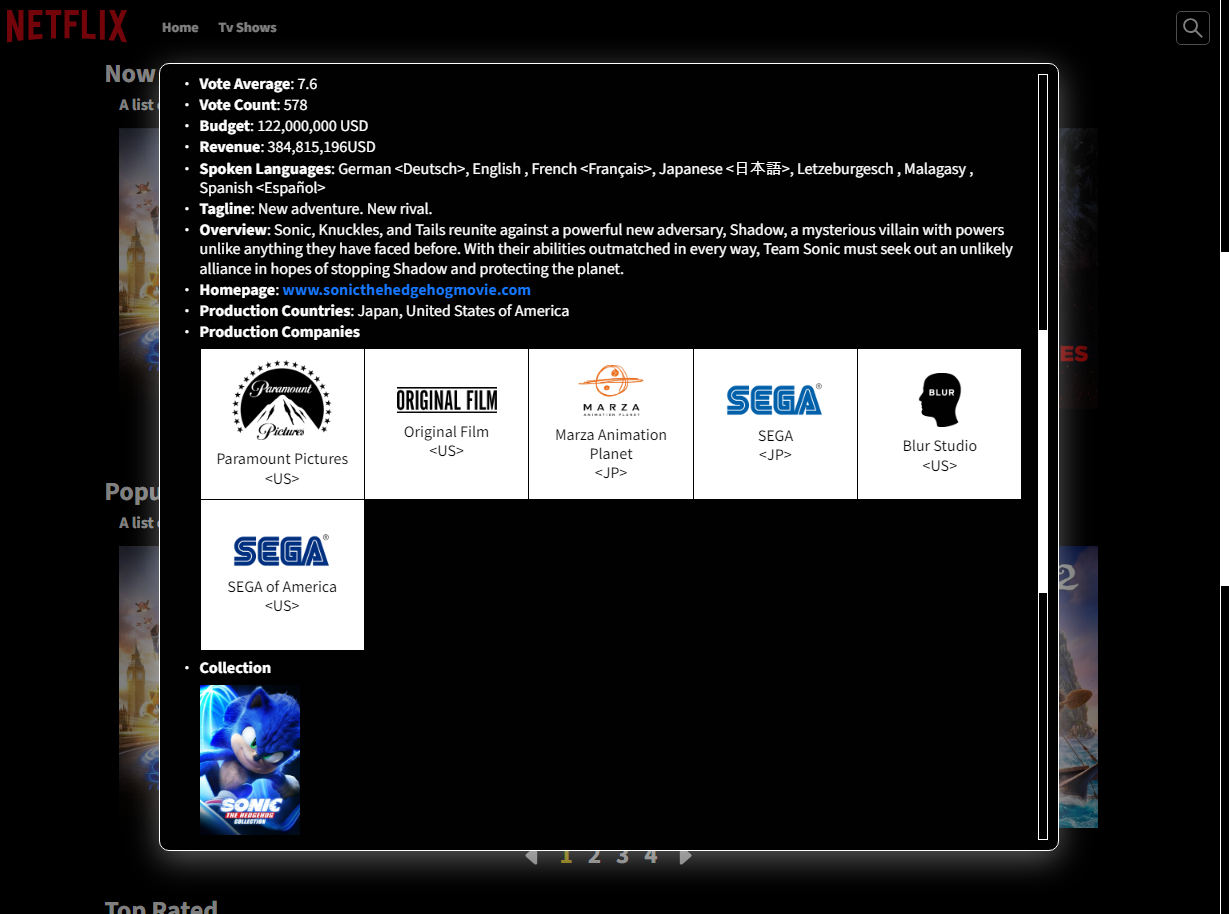 NETFLIX
Home
Tv Shows
Now
A list
• Vote Average: 7.6
• Vote Count: 578
• Budget: 122,000,000 USD
• Revenue: 384,815,196USD
• Spoken Languages: German <Deutsch>, English , French <Français>, Japanese <日本語>, Letzeburgesch , Malagasy ,
Spanish <Español>
• Tagline: New adventure. New rival.
• Overview: Sonic, Knuckles, and Tails reunite against a powerful new adversary, Shadow, a mysterious villain with powers
unlike anything they have faced before. With their abilities outmatched in every way, Team Sonic must seek out an unlikely
alliance in hopes of stopping Shadow and protecting the planet.
• Homepage: www.sonicthehedgehogmovie.com
• Production Countries: Japan, United States of America
• Production Companies
Paramount
Pictures
Paramount Pictures
<US>
ORIGINAL FILM
Original Film
<US>
MARZA
ANIMATION PLANET
Marza Animation
Planet
<JP>
SEGA®
SEGA
<JP>
BLUR
Blur Studio
<US>
ES
Popu
A list
SEGA®
SEGA of America
<US>
2
• Collection
SONIC
THE HEDGEHOG
COLLECTION
1 2 3 4
Top Rated